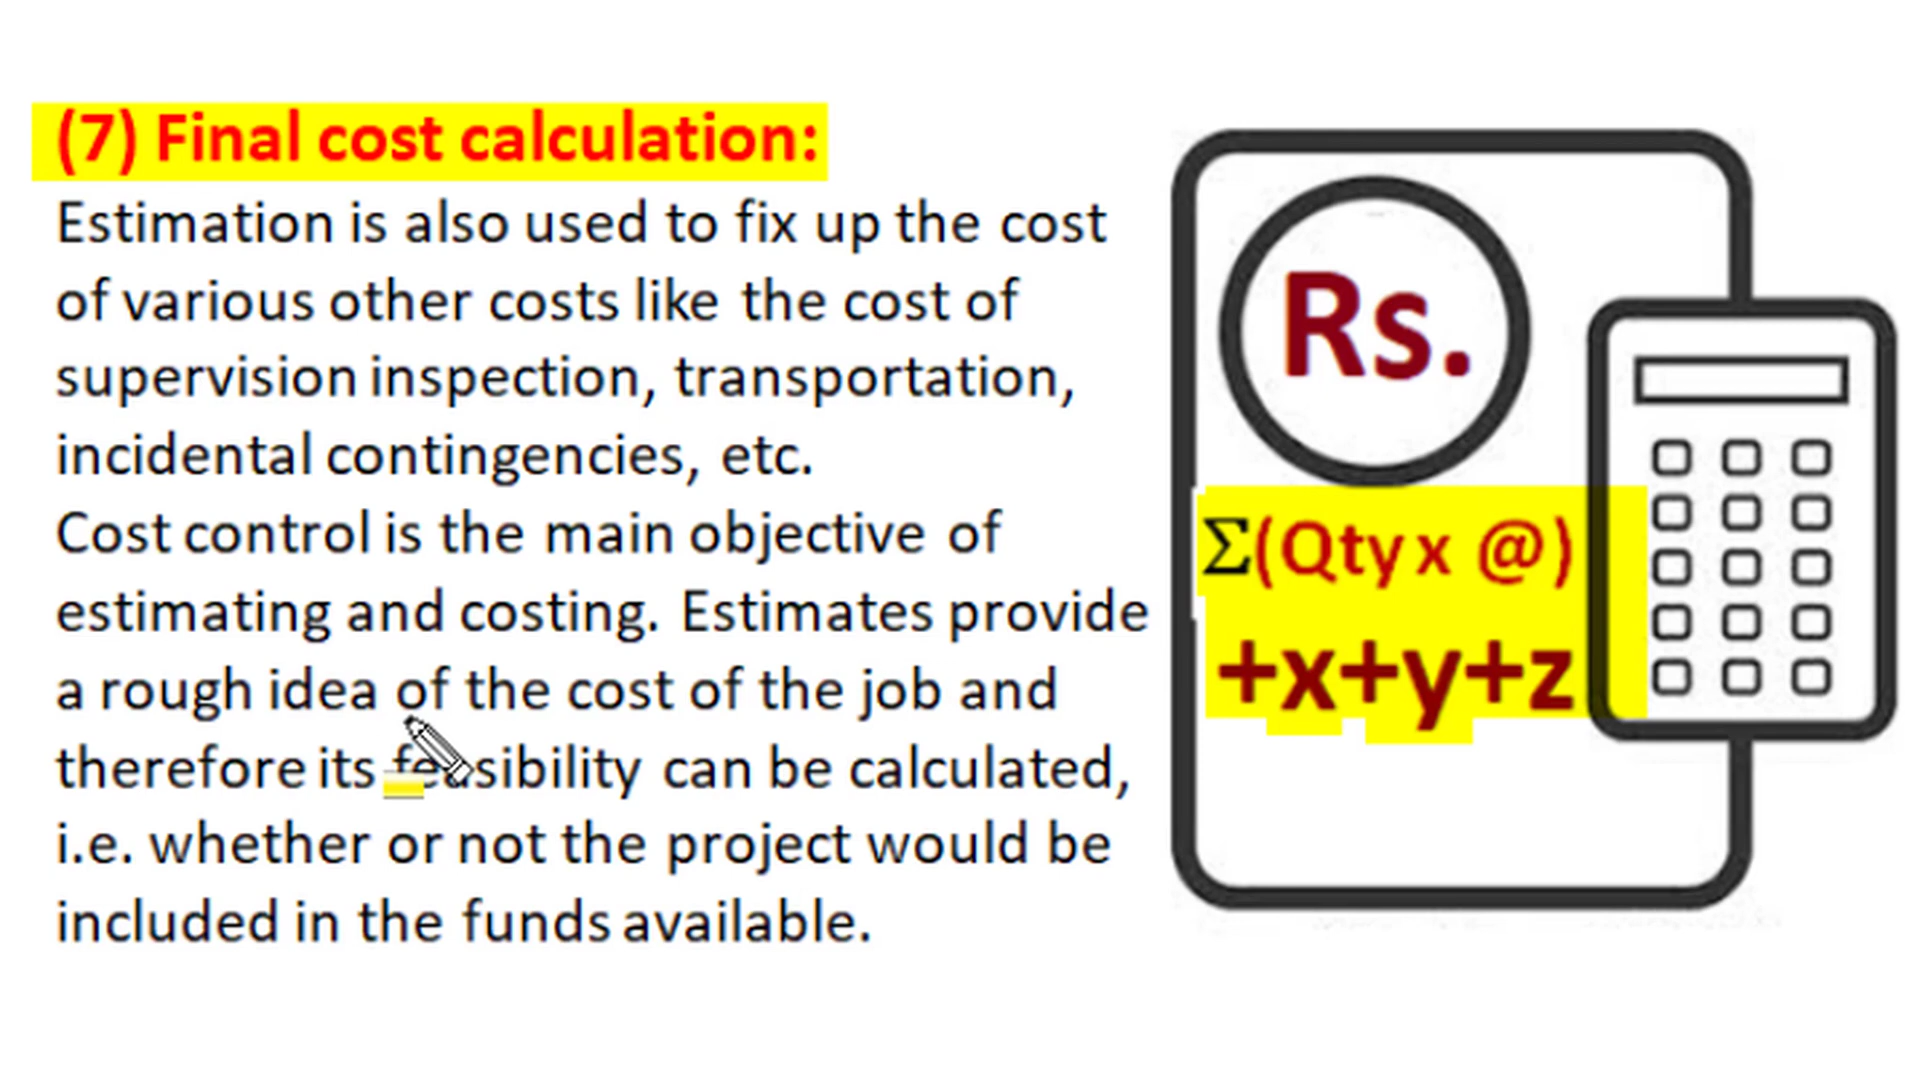 (7) Final cost calculation:
Estimation is also used to fix up the cost
of various other costs like the cost of
supervision inspection, transportation,
incidental contingencies, etc.
Cost control is the main objective of
estimating and costing. Estimates provide
a rough idea of the cost of the job and
therefore its feasibility can be calculated,
i.e. whether or not the project would be
included in the funds available.
Rs.
Σ(Qty x @)
+x+y+z